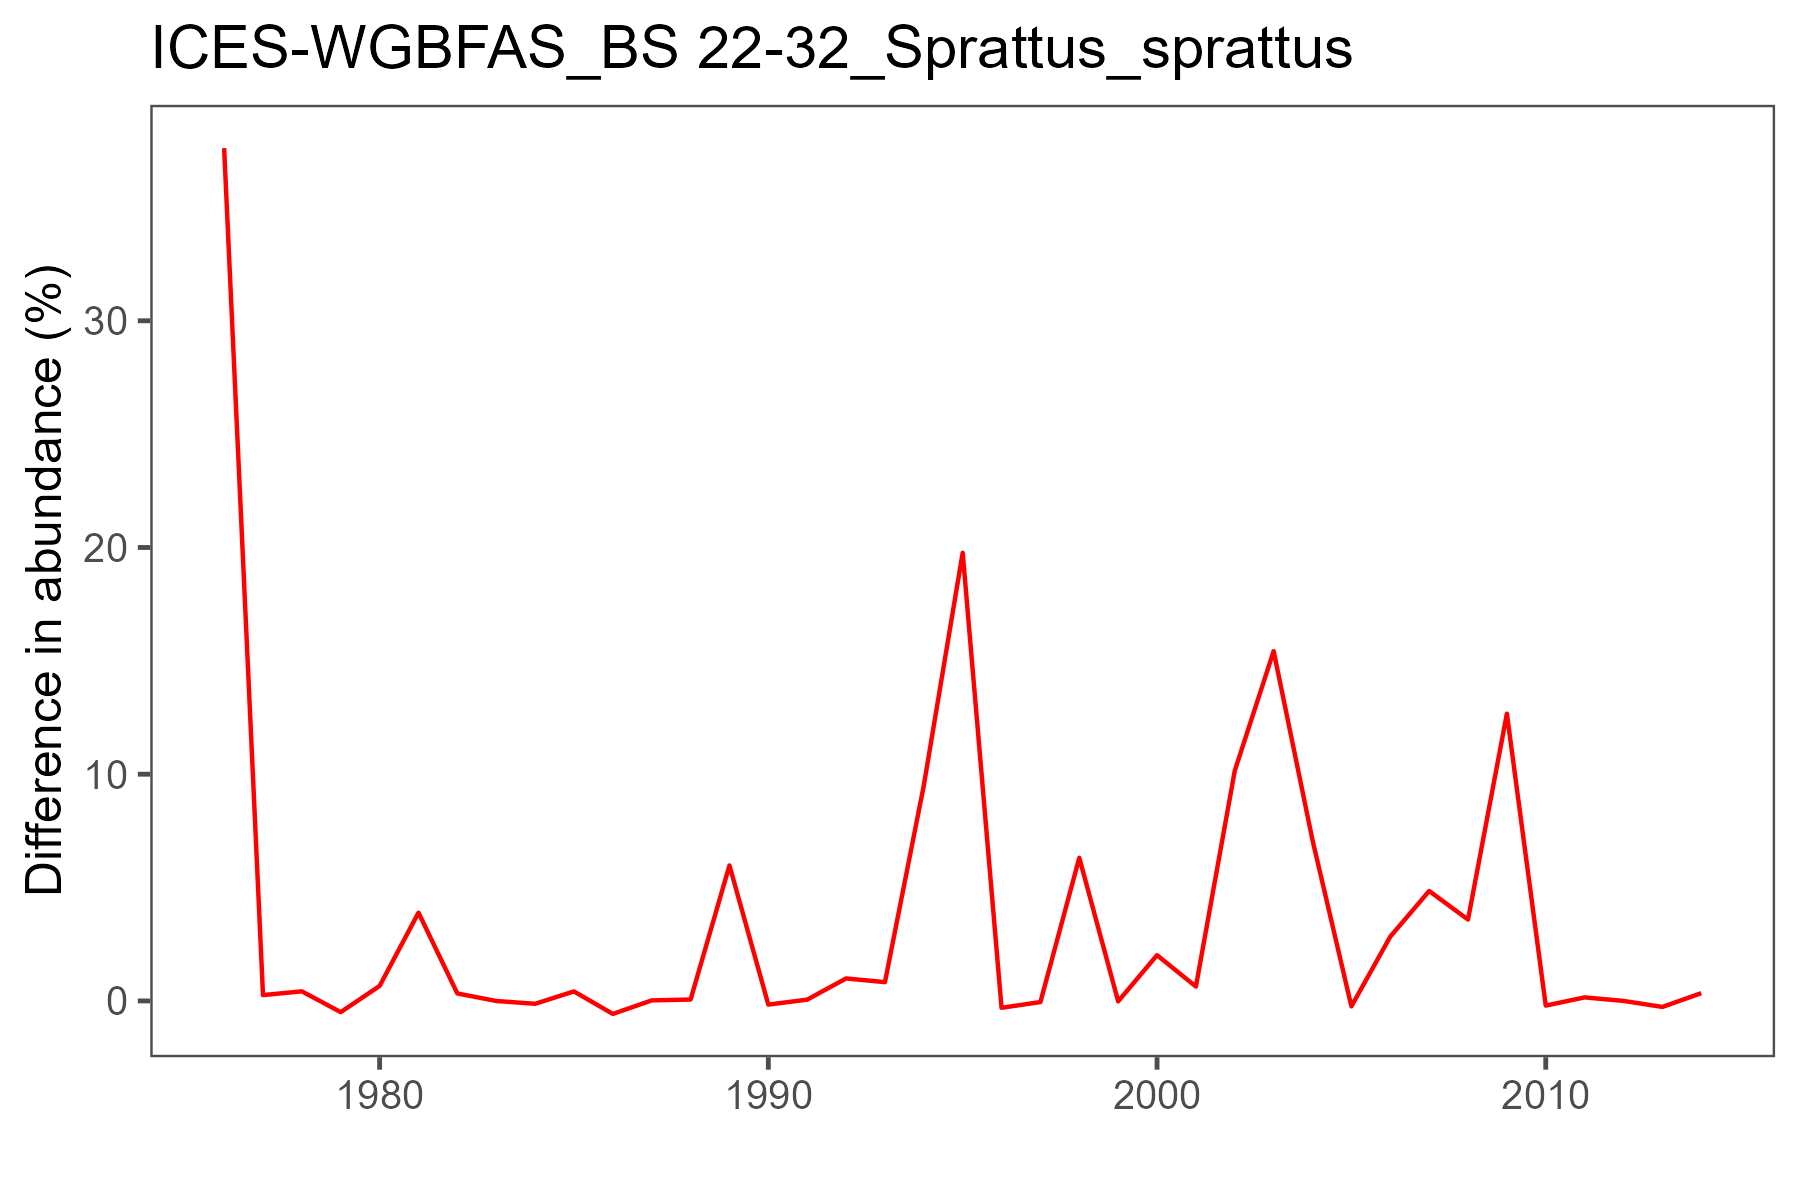 ICES-WGBFAS_BS 22-32_Sprattus_sprattus
Difference in abundance (%)
30
20
10
0
1980 1990 2000 2010